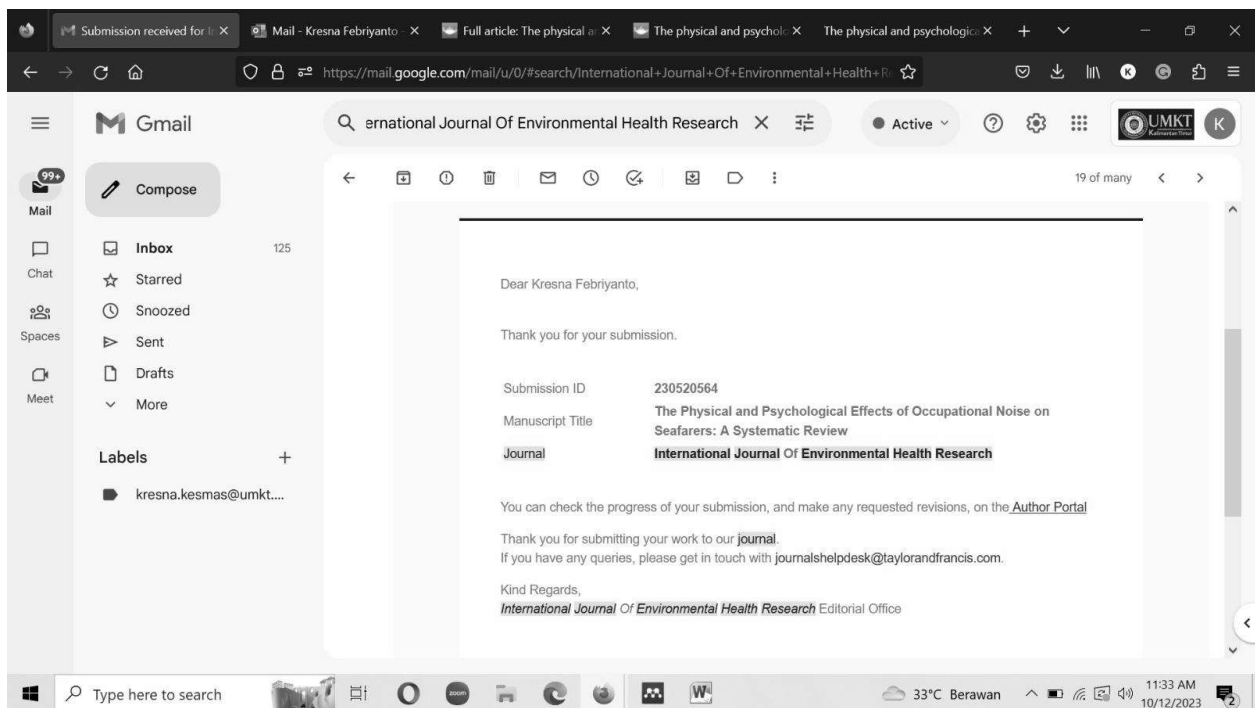 Submission received for I
Mail - Kresna Febriyanto -
Full article: The physical ar
The physical and psycholo
The physical and psychologica
https://mail.google.com/mail/u/0/#search/International+Journal+Of+Environmental+Health+R
Gmail
ernational Journal Of Environmental Health Research
Active
UMKT
Kalimantan Timur
K
99+
Mail
Compose
19 of many
Chat
Inbox 125
Starred
Snoozed
Spaces
Sent
Drafts
Meet
More
Labels
kresna.kesmas@umkt....
Dear Kresna Febriyanto,
Thank you for your submission.
Submission ID 230520564
Manuscript Title The Physical and Psychological Effects of Occupational Noise on
Seafarers: A Systematic Review
Journal International Journal Of Environmental Health Research
You can check the progress of your submission, and make any requested revisions, on the Author Portal
Thank you for submitting your work to our journal.
If you have any queries, please get in touch with journalshelpdesk@taylorandfrancis.com.
Kind Regards,
International Journal Of Environmental Health Research Editorial Office
Type here to search
zoom
W
33°C Berawan
11:33 AM
10/12/2023
2